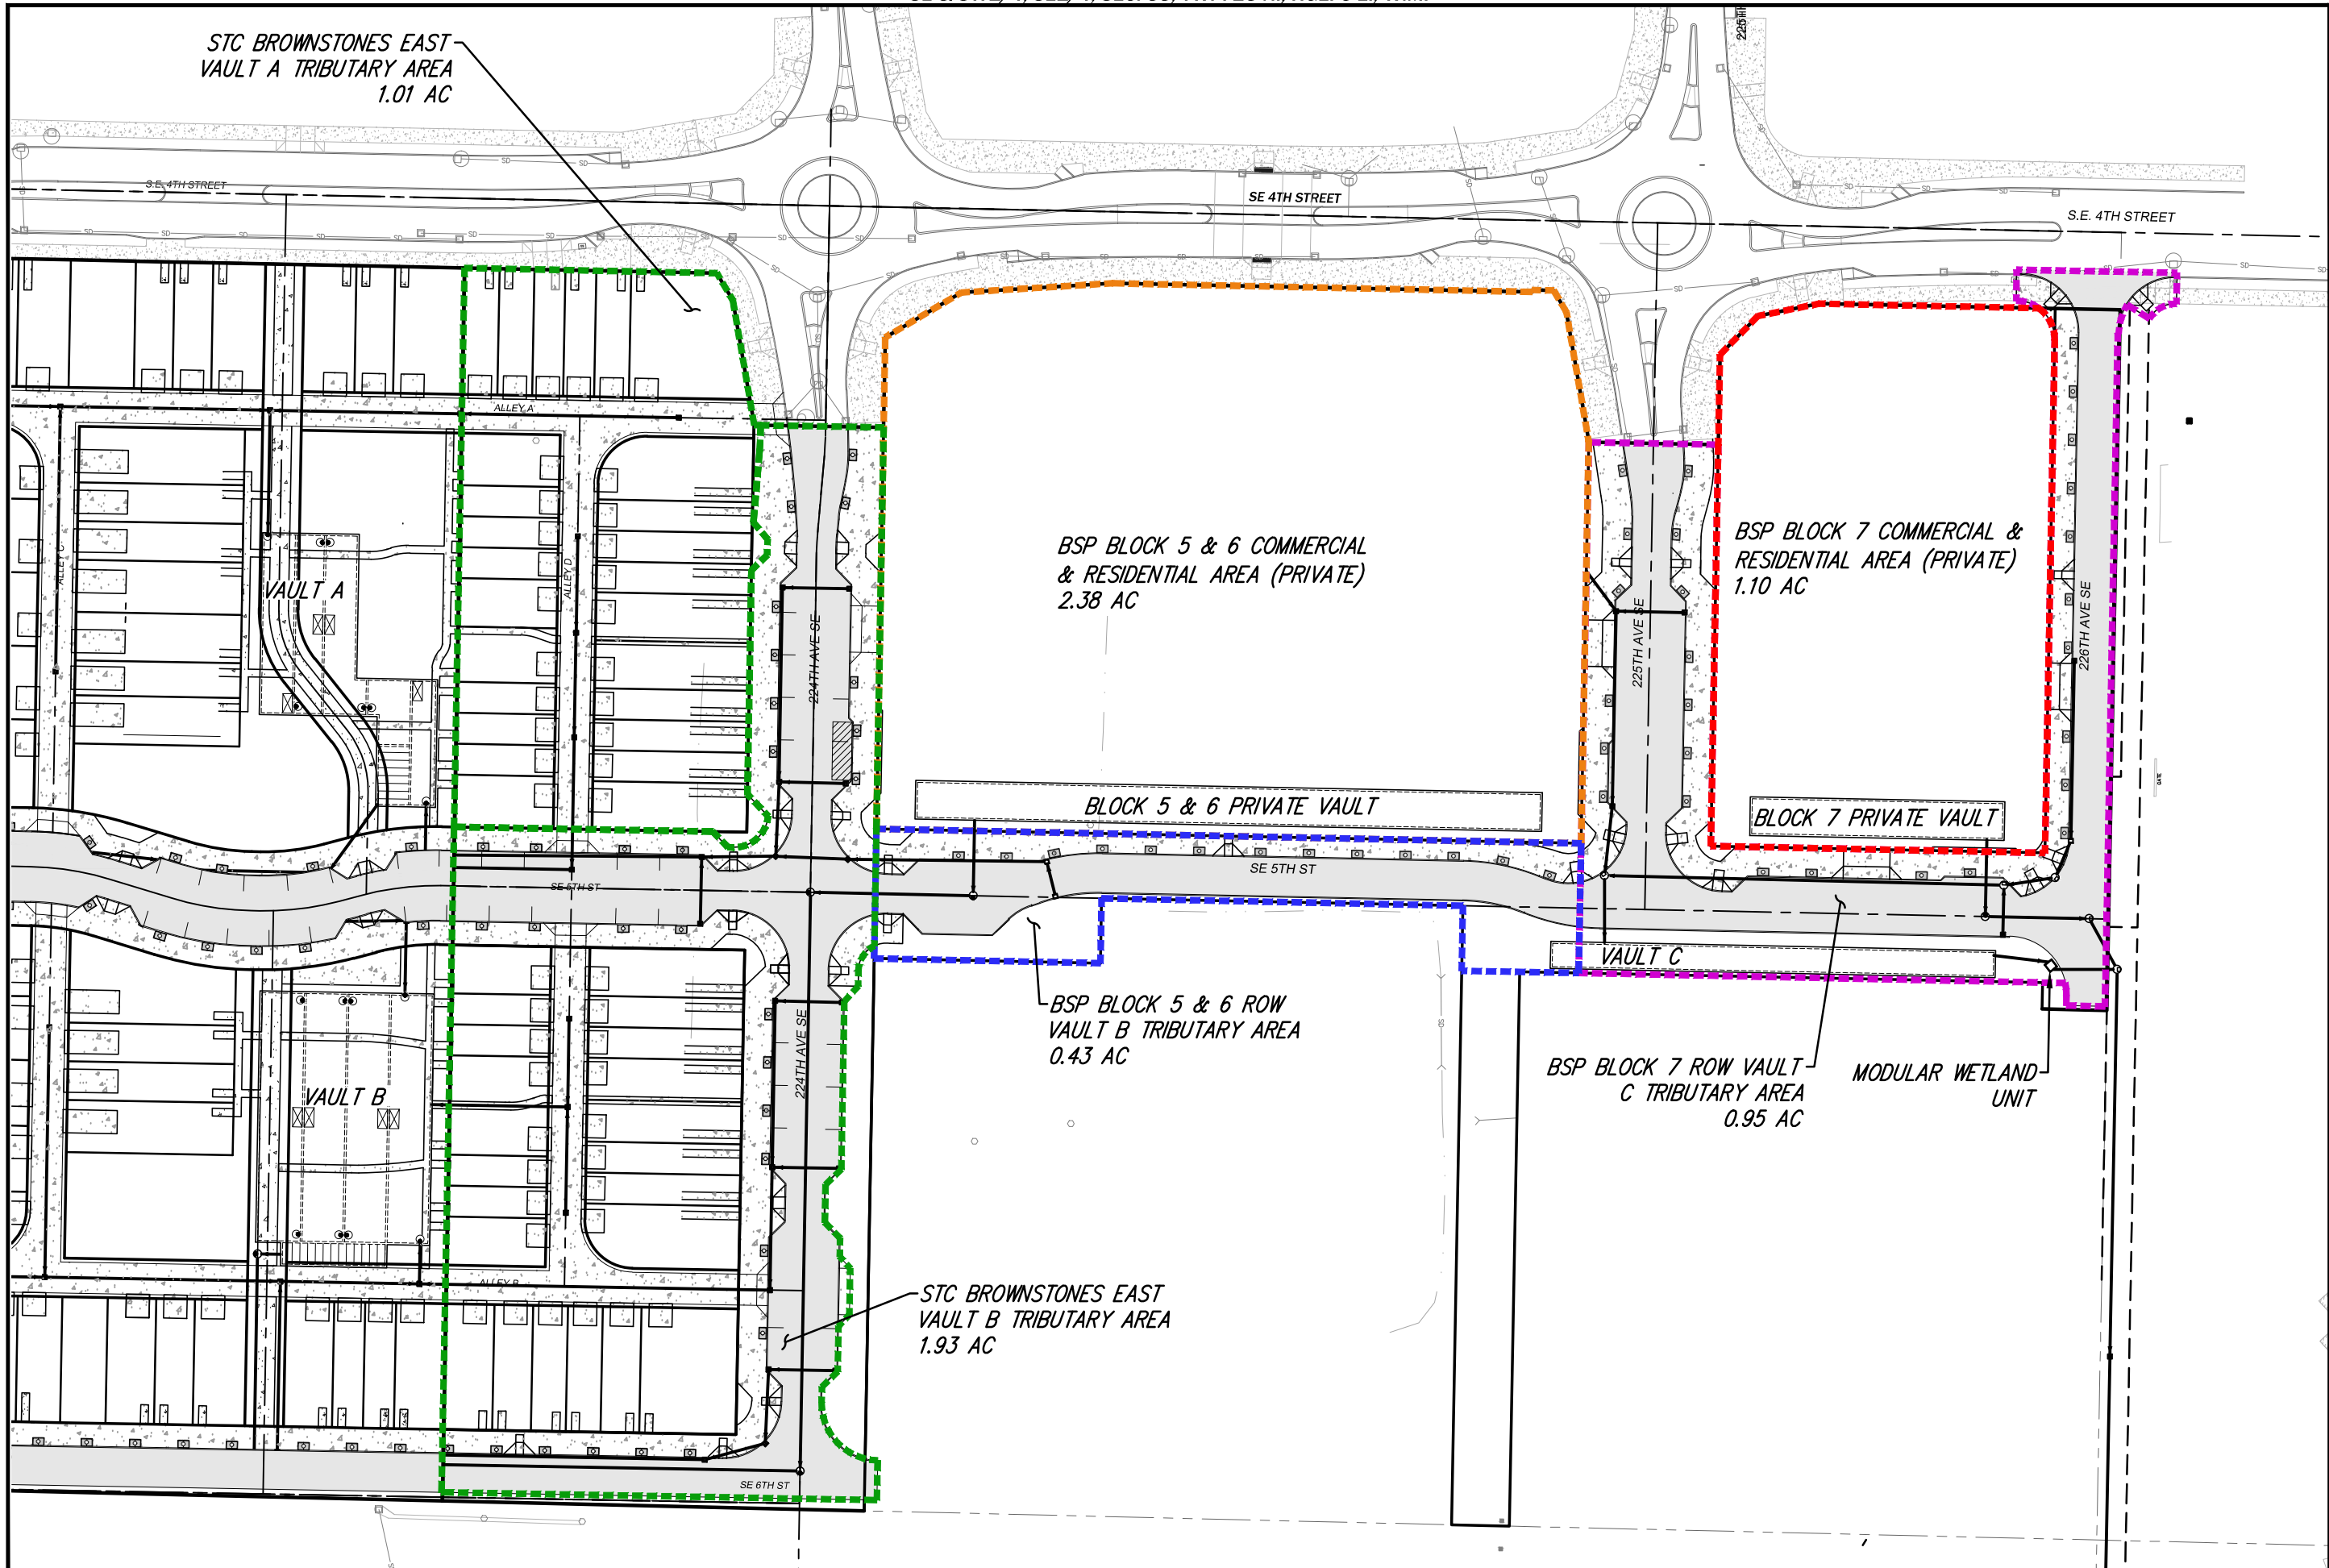 STC BROWNSTONES EAST
VAULT A TRIBUTARY AREA
1.01 AC
225TH
S.E. 4TH STREET
SE 4TH STREET
S.E. 4TH STREET
ALLEY A
ALLEY C
ALLEY D
VAULT A
224TH AVE SE
BSP BLOCK 5 & 6 COMMERCIAL
& RESIDENTIAL AREA (PRIVATE)
2.38 AC
225TH AVE SE
BSP BLOCK 7 COMMERCIAL &
RESIDENTIAL AREA (PRIVATE)
1.10 AC
226TH AVE SE
GATE
BLOCK 5 & 6 PRIVATE VAULT
BLOCK 7 PRIVATE VAULT
SE 5TH ST
SE 5TH ST
VAULT C
BSP BLOCK 5 & 6 ROW
VAULT B TRIBUTARY AREA
0.43 AC
224TH AVE SE
BSP BLOCK 7 ROW VAULT
C TRIBUTARY AREA
0.95 AC
MODULAR WETLAND
UNIT
VAULT B
ALLEY B
STC BROWNSTONES EAST
VAULT B TRIBUTARY AREA
1.93 AC
SE 6TH ST